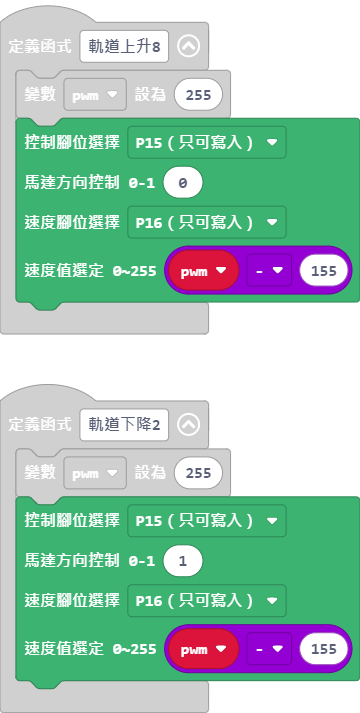 定義函式 軌道上升8
變數 pwm 設為 255
控制腳位選擇 P15 ( 只可寫入 )
馬達方向控制 0-1 0
速度腳位選擇 P16 ( 只可寫入 )
速度值選定 0~255 pwm - 155
定義函式 軌道下降2
變數 pwm 設為 255
控制腳位選擇 P15 ( 只可寫入 )
馬達方向控制 0-1 1
速度腳位選擇 P16 ( 只可寫入 )
速度值選定 0~255 pwm - 155